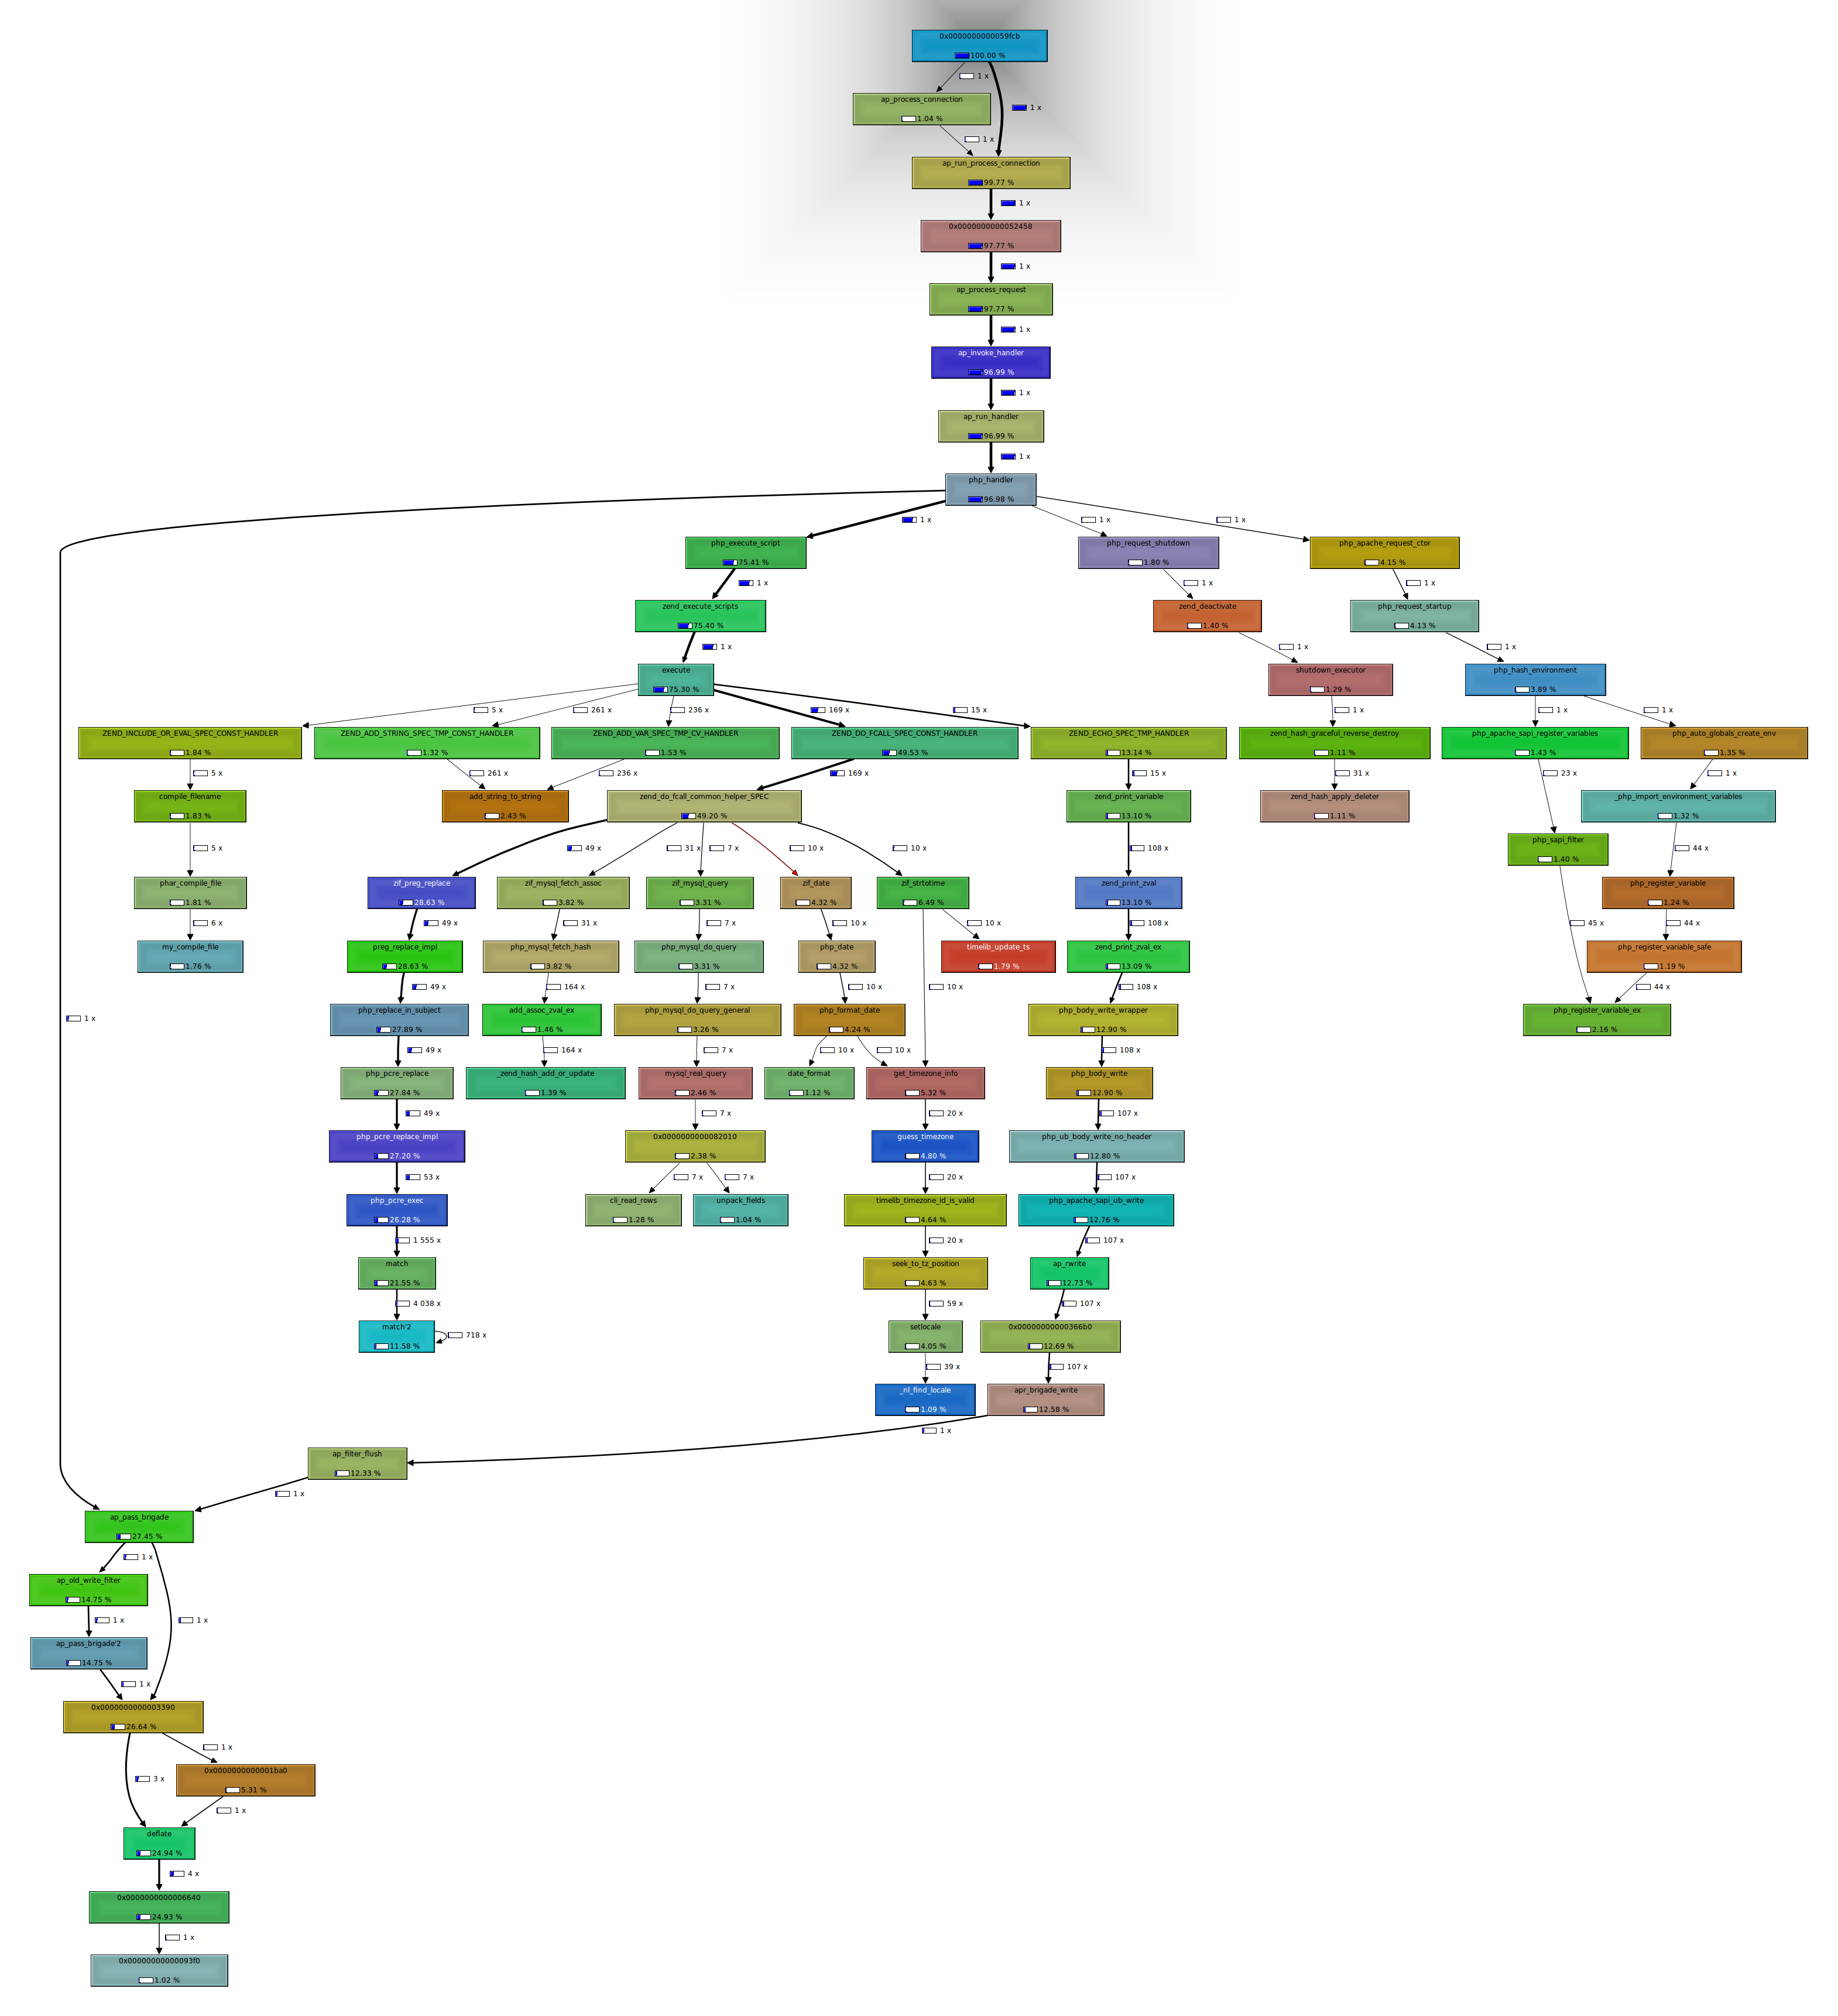 0x0000000000059fcb
100.00 %
1 x
ap_process_connection
1.04 %
1 x
1 x
ap_run_process_connection
99.77 %
1 x
0x0000000000052458
97.77 %
1 x
ap_process_request
97.77 %
1 x
ap_invoke_handler
96.99 %
1 x
ap_run_handler
96.99 %
1 x
php_handler
96.98 %
1 x
1 x
1 x
php_execute_script
75.41 %
php_request_shutdown
1.80 %
php_apache_request_ctor
4.15 %
1 x
1 x
1 x
zend_execute_scripts
75.40 %
zend_deactivate
1.40 %
php_request_startup
4.13 %
1 x
1 x
1 x
execute
75.30 %
shutdown_executor
1.29 %
php_hash_environment
3.89 %
5 x
261 x
236 x
169 x
15 x
1 x
1 x
1 x
ZEND_INCLUDE_OR_EVAL_SPEC_CONST_HANDLER
1.84 %
ZEND_ADD_STRING_SPEC_TMP_CONST_HANDLER
1.32 %
ZEND_ADD_VAR_SPEC_TMP_CV_HANDLER
1.53 %
ZEND_DO_FCALL_SPEC_CONST_HANDLER
49.53 %
ZEND_ECHO_SPEC_TMP_HANDLER
13.14 %
zend_hash_graceful_reverse_destroy
1.11 %
php_apache_sapi_register_variables
1.43 %
php_auto_globals_create_env
1.35 %
5 x
261 x
236 x
169 x
15 x
31 x
23 x
1 x
compile_filename
1.83 %
add_string_to_string
2.43 %
zend_do_fcall_common_helper_SPEC
49.20 %
zend_print_variable
13.10 %
zend_hash_apply_deleter
1.11 %
_php_import_environment_variables
1.32 %
php_sapi_filter
1.40 %
5 x
49 x
31 x
7 x
10 x
10 x
108 x
44 x
phar_compile_file
1.81 %
zif_preg_replace
28.63 %
zif_mysql_fetch_assoc
3.82 %
zif_mysql_query
3.31 %
zif_date
4.32 %
zif_strtotime
6.49 %
zend_print_zval
13.10 %
php_register_variable
1.24 %
6 x
49 x
31 x
7 x
10 x
10 x
108 x
45 x
44 x
my_compile_file
1.76 %
preg_replace_impl
28.63 %
php_mysql_fetch_hash
3.82 %
php_mysql_do_query
3.31 %
php_date
4.32 %
timelib_update_ts
1.79 %
zend_print_zval_ex
13.09 %
php_register_variable_safe
1.19 %
49 x
164 x
7 x
10 x
10 x
108 x
44 x
1 x
php_replace_in_subject
27.89 %
add_assoc_zval_ex
1.46 %
php_mysql_do_query_general
3.26 %
php_format_date
4.24 %
php_body_write_wrapper
12.90 %
php_register_variable_ex
2.16 %
49 x
164 x
7 x
10 x
10 x
108 x
php_pcre_replace
27.84 %
_zend_hash_add_or_update
1.39 %
mysql_real_query
2.46 %
date_format
1.12 %
get_timezone_info
5.32 %
php_body_write
12.90 %
49 x
7 x
20 x
107 x
php_pcre_replace_impl
27.20 %
0x0000000000082010
2.38 %
guess_timezone
4.80 %
php_ub_body_write_no_header
12.80 %
53 x
7 x
7 x
20 x
107 x
php_pcre_exec
26.28 %
cli_read_rows
1.28 %
unpack_fields
1.04 %
timelib_timezone_id_is_valid
4.64 %
php_apache_sapi_ub_write
12.76 %
1 555 x
20 x
107 x
match
21.55 %
seek_to_tz_position
4.63 %
ap_rwrite
12.73 %
4 038 x
59 x
107 x
match'2
11.58 %
718 x
setlocale
4.05 %
0x00000000000366b0
12.69 %
39 x
107 x
_nl_find_locale
1.09 %
apr_brigade_write
12.58 %
1 x
ap_filter_flush
12.33 %
1 x
ap_pass_brigade
27.45 %
1 x
ap_old_write_filter
14.75 %
1 x
1 x
ap_pass_brigade'2
14.75 %
1 x
0x0000000000003390
26.64 %
1 x
0x0000000000001ba0
5.31 %
3 x
1 x
deflate
24.94 %
4 x
0x0000000000006640
24.93 %
1 x
0x00000000000093f0
1.02 %